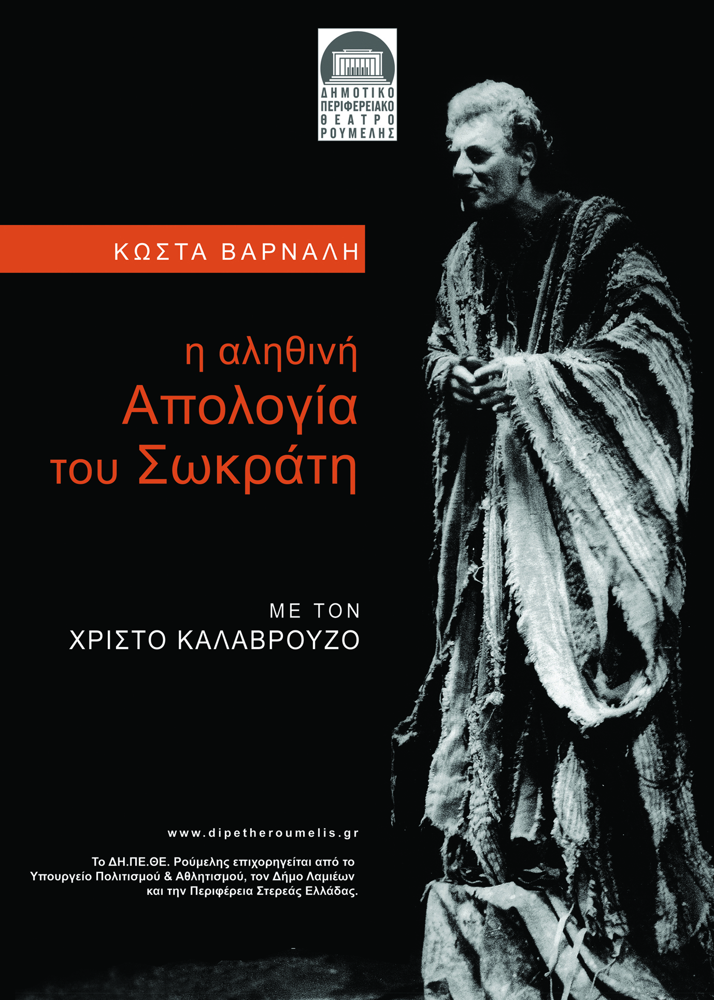 ΔΗΜΟΤΙΚΟ
ΠΕΡΙΦΕΡΕΙΑΚΟ
ΘΕΑΤΡΟ
ΡΟΥΜΕΛΗΣ
ΚΩΣΤΑ ΒΑΡΝΑΛΗ
η αληθινή
Απολογία
του Σωκράτη
ΜΕ ΤΟΝ
ΧΡΙΣΤΟ ΚΑΛΑΒΡΟΥΖΟ
www.dipetheroumelis.gr
Το ΔΗ.ΠΕ.ΘΕ. Ρούμελης επιχορηγείται από το
Υπουργείο Πολιτισμού & Αθλητισμού, τον Δήμο Λαμιέων
και την Περιφέρεια Στερεάς Ελλάδας.